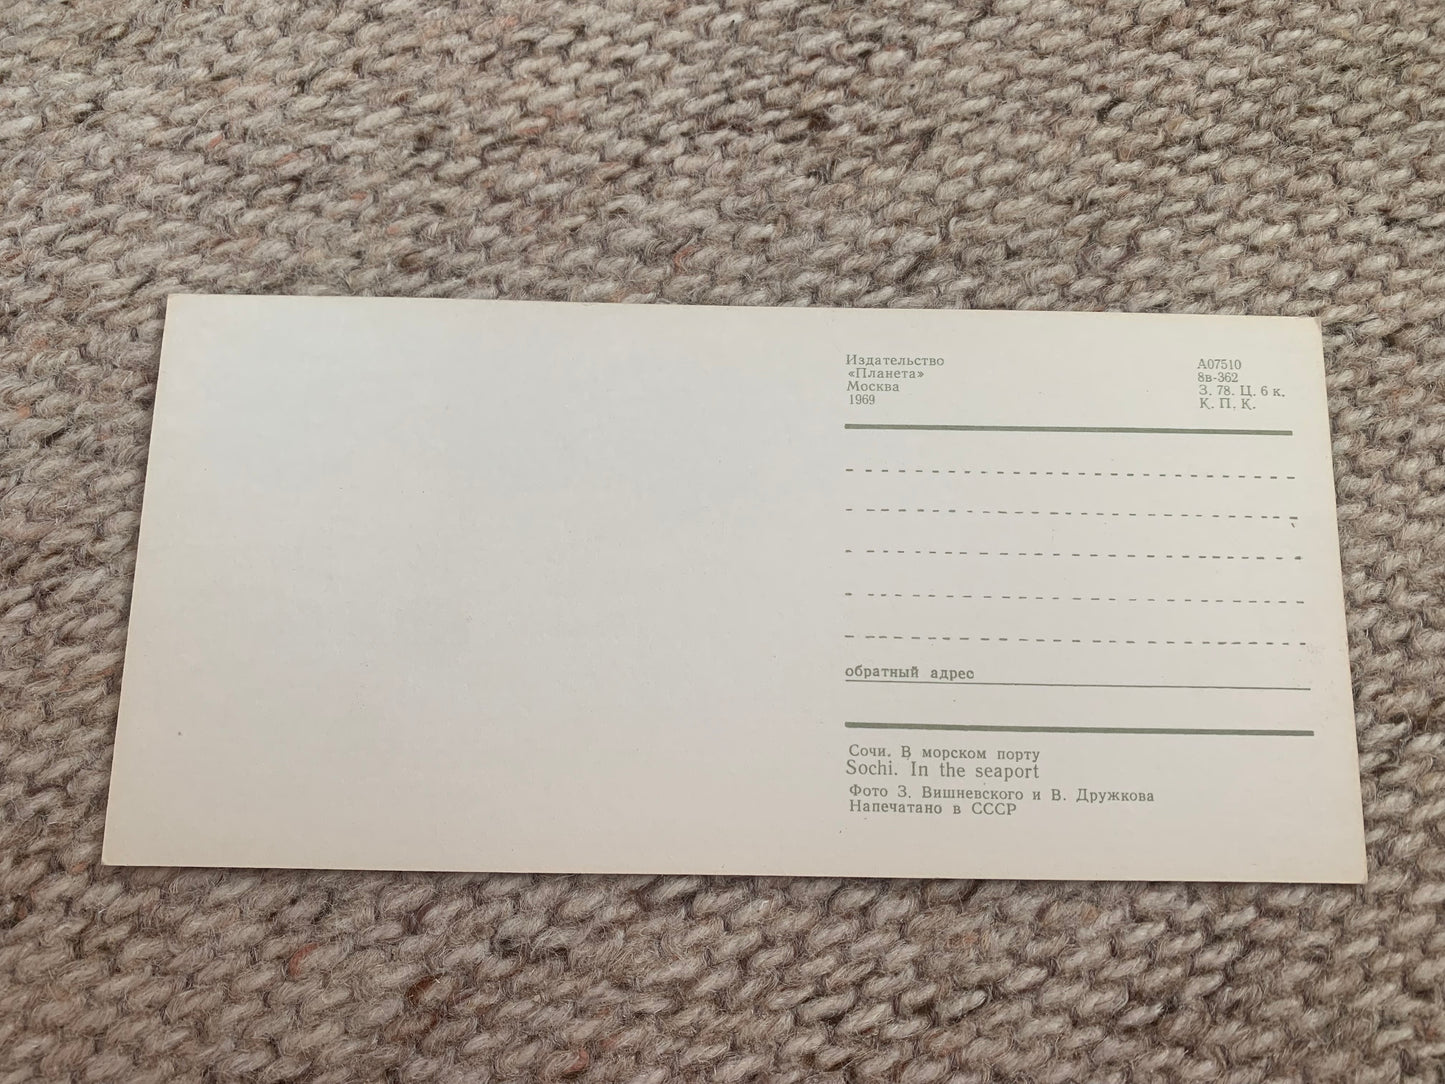 Издательство
«Планета»
Москва
1969
А07510
8в-362
З. 78. Ц. 6 к.
К. П. К.
обратный адрес
Сочи. В морском порту
Sochi. In the seaport
Фото З. Вишневского и В. Дружкова
Напечатано в СССР